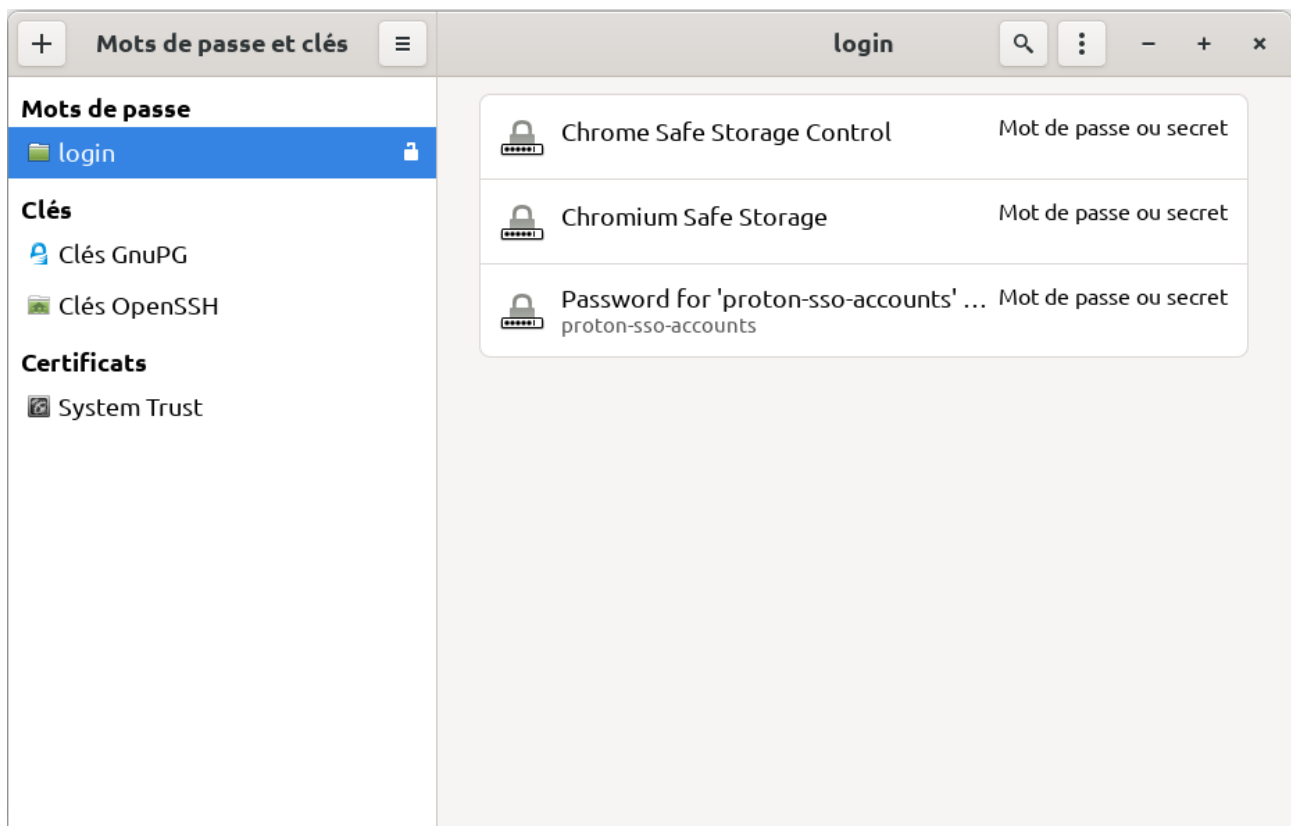 Mots de passe et clés
login
Mots de passe
login
Clés
Clés GnuPG
Clés OpenSSH
Certificats
System Trust
Chrome Safe Storage Control
Mot de passe ou secret
Chromium Safe Storage
Mot de passe ou secret
Password for 'proton-sso-accounts' …
Mot de passe ou secret
proton-sso-accounts